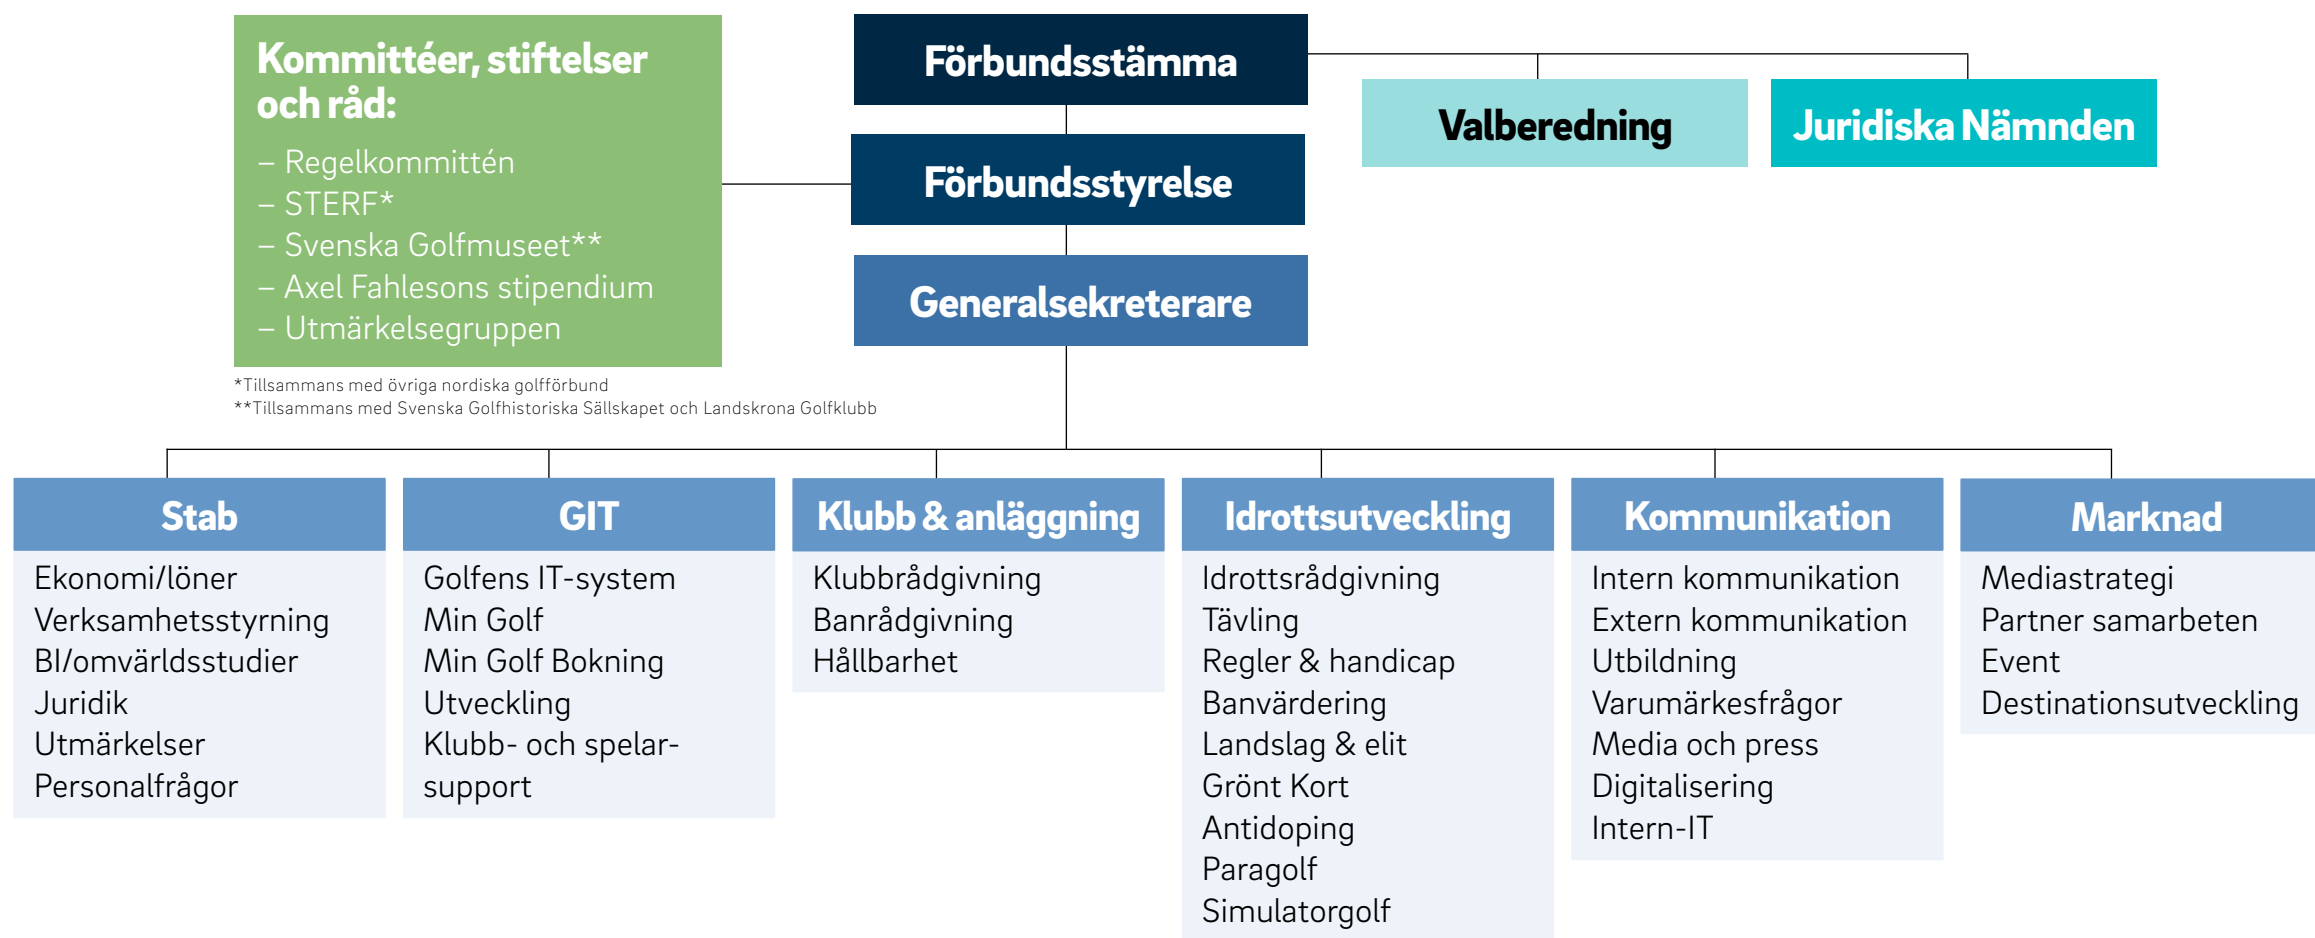 Kommittéer, stiftelser
och råd:
– Regelkommittén
– STERF*
– Svenska Golfmuseet**
– Axel Fahlesons stipendium
– Utmärkelsegruppen
*Tillsammans med övriga nordiska golfförbund
**Tillsammans med Svenska Golfhistoriska Sällskapet och Landskrona Golfklubb
Förbundsstämma
Valberedning
Juridiska Nämnden
Förbundsstyrelse
Generalsekreterare
Stab
Ekonomi/löner
Verksamhetsstyrning
BI/omvärldsstudier
Juridik
Utmärkelser
Personalfrågor
GIT
Golfens IT-system
Min Golf
Min Golf Bokning
Utveckling
Klubb- och spelar-
support
Klubb & anläggning
Klubbrådgivning
Banrådgivning
Hållbarhet
Idrottsutveckling
Idrottsrådgivning
Tävling
Regler & handicap
Banvärdering
Landslag & elit
Grönt Kort
Antidoping
Paragolf
Simulatorgolf
Kommunikation
Intern kommunikation
Extern kommunikation
Utbildning
Varumärkesfrågor
Media och press
Digitalisering
Intern-IT
Marknad
Mediastrategi
Partner samarbeten
Event
Destinationsutveckling